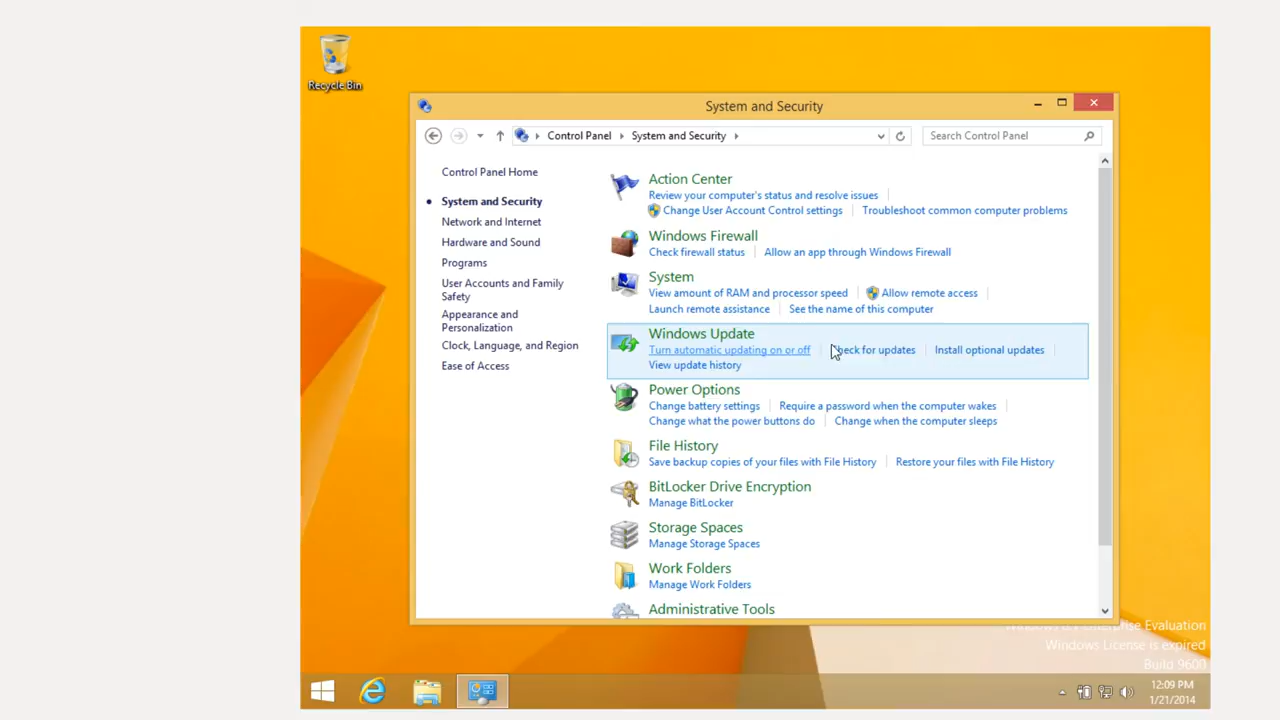 Recycle Bin
System and Security
Control Panel System and Security
Search Control Panel
Control Panel Home
System and Security
Network and Internet
Hardware and Sound
Programs
User Accounts and Family
Safety
Appearance and
Personalization
Clock, Language, and Region
Ease of Access
Action Center
Review your computer's status and resolve issues
Change User Account Control settings Troubleshoot common computer problems
Windows Firewall
Check firewall status Allow an app through Windows Firewall
System
View amount of RAM and processor speed Allow remote access
Launch remote assistance See the name of this computer
Windows Update
Turn automatic updating on or off Check for updates Install optional updates
View update history
Power Options
Change battery settings Require a password when the computer wakes
Change what the power buttons do Change when the computer sleeps
File History
Save backup copies of your files with File History Restore your files with File History
BitLocker Drive Encryption
Manage BitLocker
Storage Spaces
Manage Storage Spaces
Work Folders
Manage Work Folders
Administrative Tools
Enterprise Evaluation
Windows License is expired
Build 9600
12:09 PM
1/21/2014